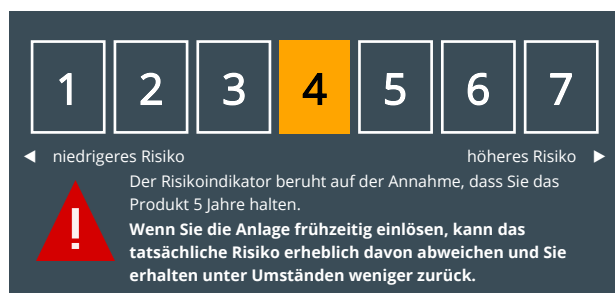 1 2 3 4 5 6 7
◀ niedrigeres Risiko höheres Risiko ▶
Der Risikoindikator beruht auf der Annahme, dass Sie das
Produkt 5 Jahre halten.
Wenn Sie die Anlage frühzeitig einlösen, kann das
tatsächliche Risiko erheblich davon abweichen und Sie
erhalten unter Umständen weniger zurück.
!